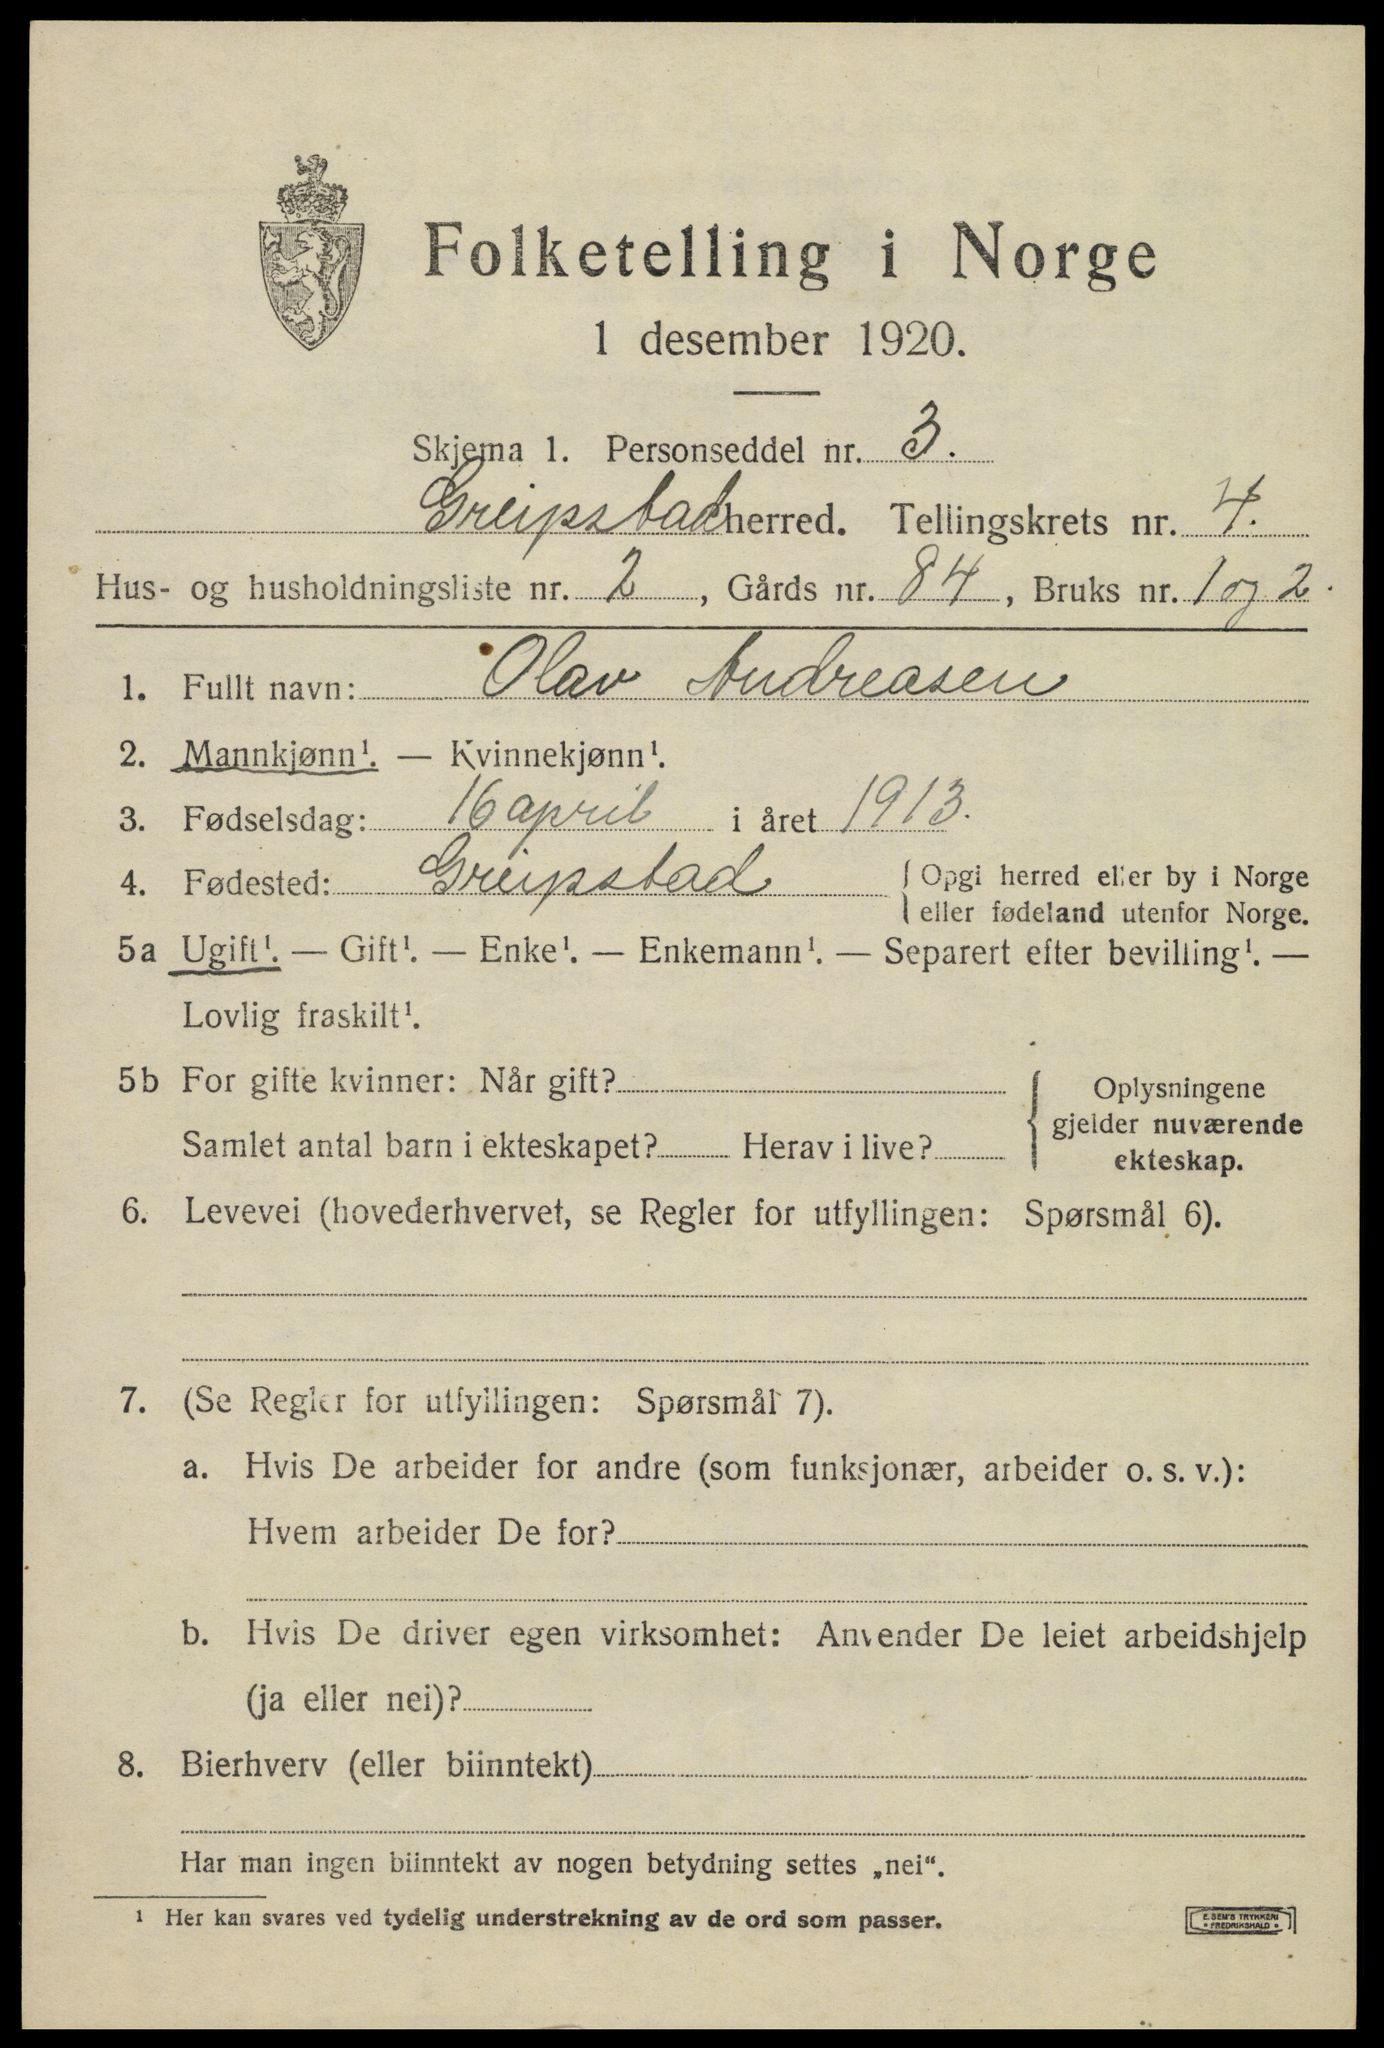 Folketelling i Norge
1 desember 1920.
Skjema 1. Personseddel nr. 3.
Greipstad herred. Tellingskrets nr. 4.
Hus- og husholdningsliste nr. 2, Gårds nr. 84, Bruks nr. 1 og 2.
1. Fullt navn: Olav Andreasen
2. Mannkjønn¹. — Kvinnekjønn¹.
3. Fødselsdag: 16 april i året 1913.
4. Fødested: Greipstad { Opgi herred eller by i Norge
eller fødeland utenfor Norge.
5a Ugift¹. — Gift¹. — Enke¹. — Enkemann¹. — Separert efter bevilling¹. —
Lovlig fraskilt¹.
5b For gifte kvinner: Når gift?
Samlet antal barn i ekteskapet? Herav i live?
{ Oplysningene
gjelder nuværende
ekteskap.
6. Levevei (hovederhvervet, se Regler for utfyllingen: Spørsmål 6).
7. (Se Regler for utfyllingen: Spørsmål 7).
a. Hvis De arbeider for andre (som funksjonær, arbeider o. s. v.):
Hvem arbeider De for?
b. Hvis De driver egen virksomhet: Anvender De leiet arbeidshjelp
(ja eller nei)?
8. Bierhverv (eller biinntekt)
Har man ingen biinntekt av nogen betydning settes „nei“.
¹ Her kan svares ved tydelig understrekning av de ord som passer.
E. SEM'S TRYKKERI
• FREDRIKSHALD •